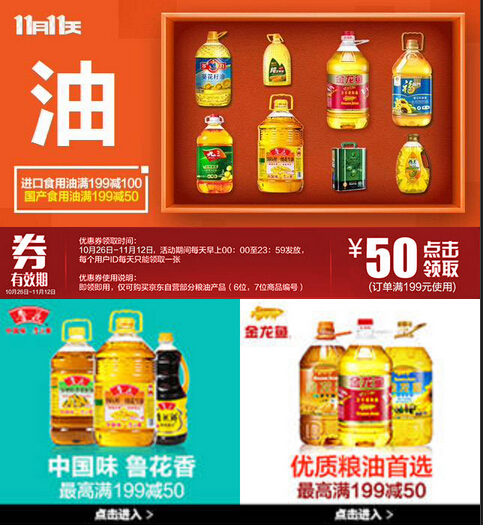 11月11天
油
进口食用油满199减100
国产食用油满199减50
金龙鱼
福
九三
券
有效期
10月26日-11月12日
优惠券领取时间：
10月26日-11月12日，活动期间每天早上00：00至23：59发放，
每个用户ID每天只能领取一张
优惠券使用说明：
即领即用，仅可购买京东自营部分粮油产品（6位，7位商品编号）
¥50点击领取
(订单满199元使用)
鲁花
金龙鱼
金龙鱼
中国味 鲁花香
最高满199减50
点击进入 >
优质粮油首选
最高满199减50
点击进入 >